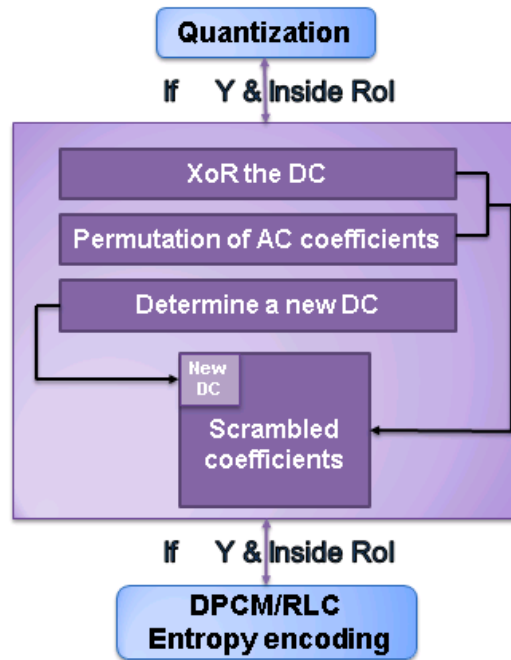 Quantization
If Y & Inside RoI
XoR the DC
Permutation of AC coefficients
Determine a new DC
New
DC
Scrambled
coefficients
If Y & Inside RoI
DPCM/RLC
Entropy encoding